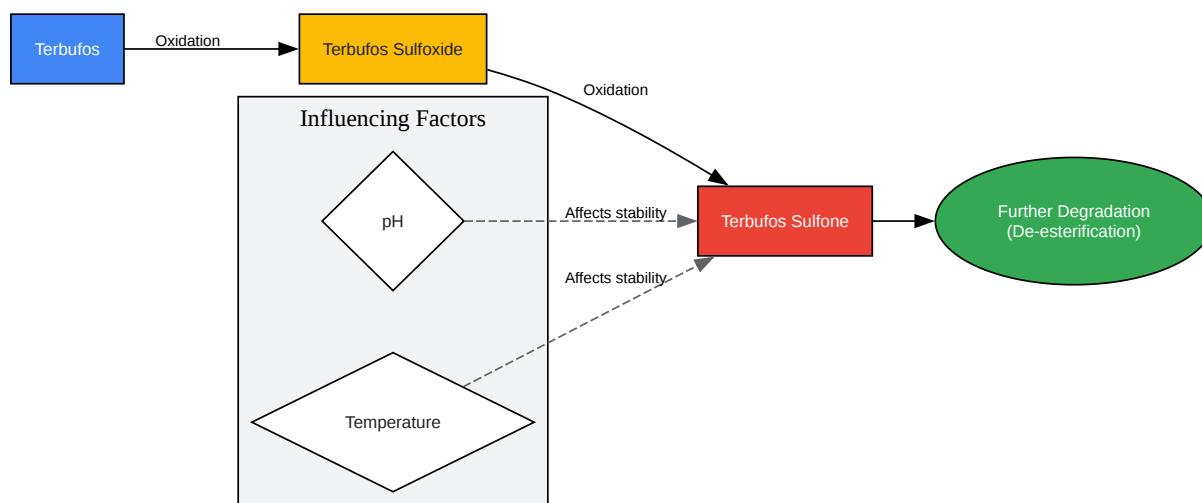 Terbufos
Oxidation
Terbufos Sulfoxide
Oxidation
Influencing Factors
pH
Affects stability
Terbufos Sulfone
Further Degradation
(De-esterification)
Affects stability
Temperature